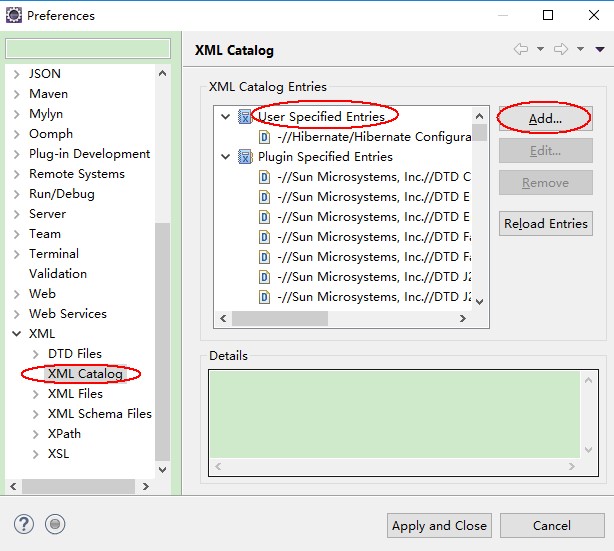 Preferences
JSON
Maven
Mylyn
Oomph
Plug-in Development
Remote Systems
Run/Debug
Server
Team
Terminal
Validation
Web
Web Services
XML
DTD Files
XML Catalog
XML Files
XML Schema Files
XPath
XSL
XML Catalog
XML Catalog Entries
User Specified Entries
-//Hibernate/Hibernate Configura
Plugin Specified Entries
-//Sun Microsystems, Inc.//DTD C
-//Sun Microsystems, Inc.//DTD E
-//Sun Microsystems, Inc.//DTD E
-//Sun Microsystems, Inc.//DTD Fa
-//Sun Microsystems, Inc.//DTD Fa
-//Sun Microsystems, Inc.//DTD J2
-//Sun Microsystems, Inc.//DTD J2
Add...
Edit...
Remove
Reload Entries
Details
Apply and Close
Cancel